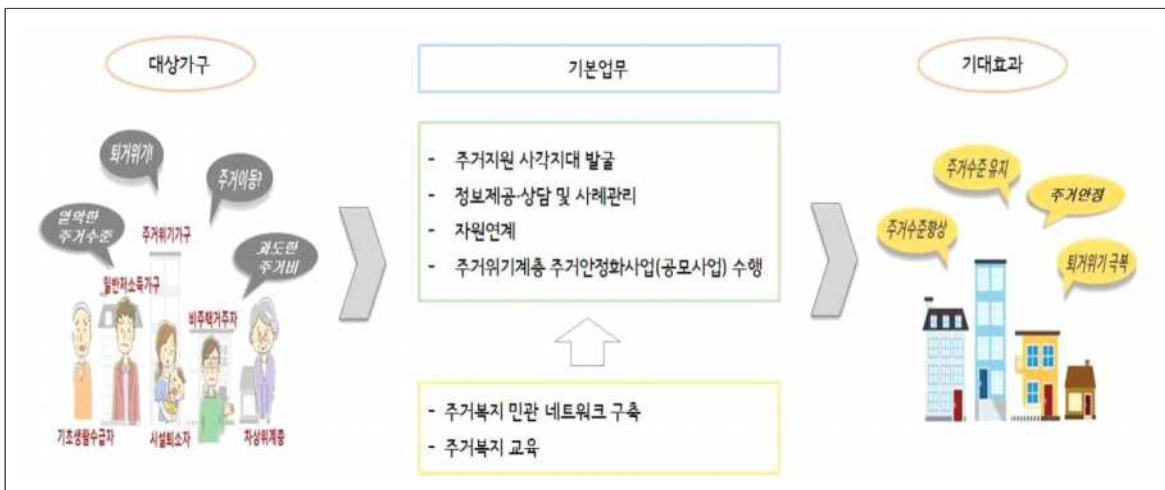 대상가구
퇴거위기!
주거이동?
열악한
주거수준
주거위기가구
과도한
주거비
일반저소득가구
비주택거주자
기초생활수급자
시설퇴소자
차상위계층
기본업무
- 주거지원 사각지대 발굴
- 정보제공·상담 및 사례관리
- 자원연계
- 주거위기계층 주거안정화사업(공모사업) 수행
- 주거복지 민관 네트워크 구축
- 주거복지 교육
기대효과
주거수준 유지
주거안정
주거수준향상
퇴거위기 극복